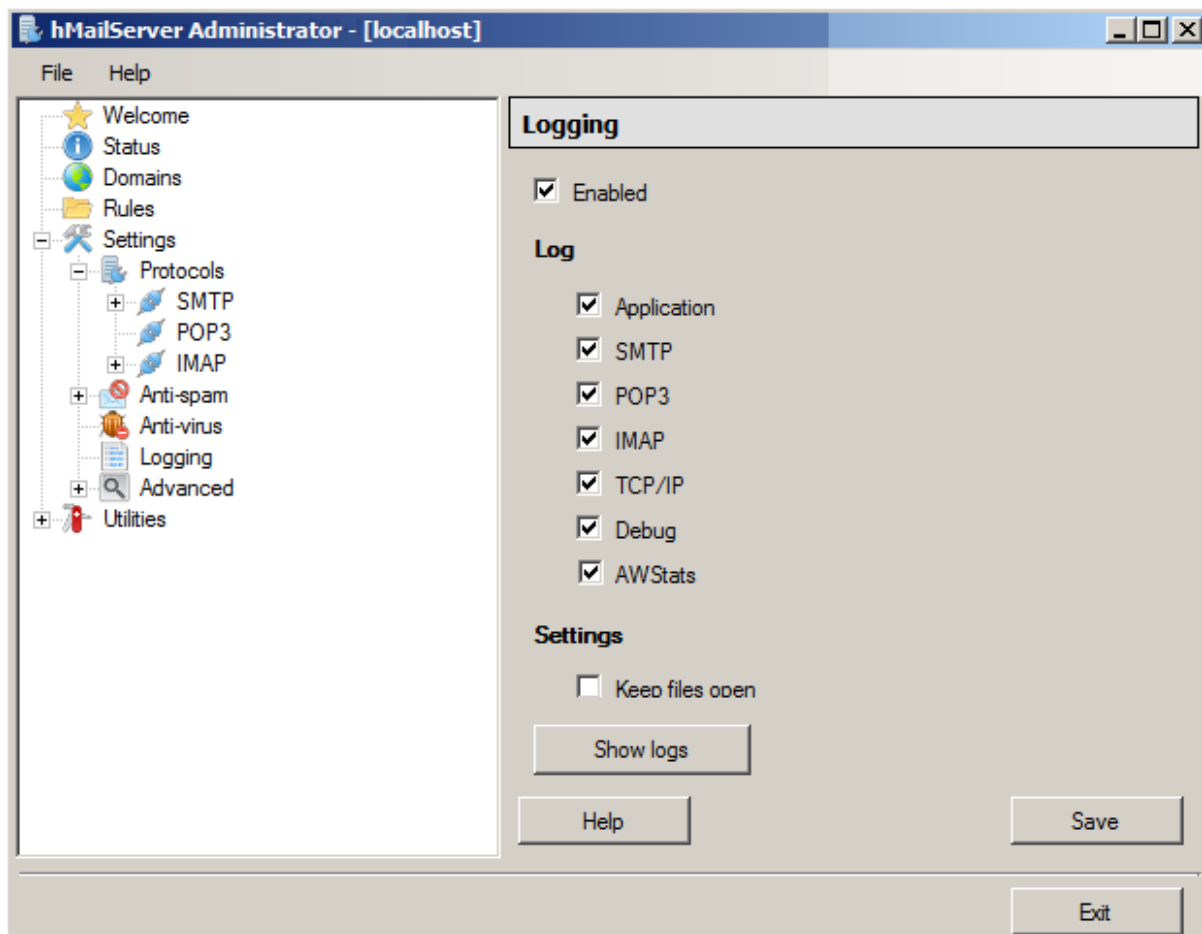 hMailServer Administrator - [localhost]
File Help
Welcome
Status
Domains
Rules
Settings
Protocols
SMTP
POP3
IMAP
Anti-spam
Anti-virus
Logging
Advanced
Utilities
Logging
Enabled
Log
Application
SMTP
POP3
IMAP
TCP/IP
Debug
AWStats
Settings
Keep files open
Show logs
Help
Save
Exit